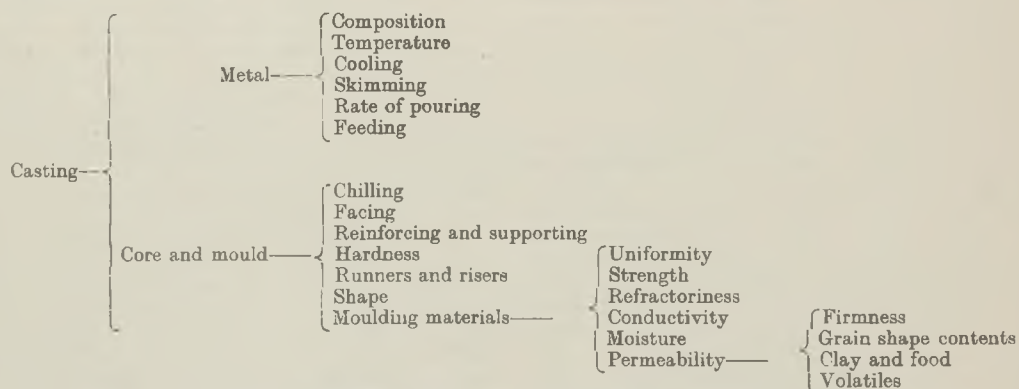 Casting
Metal
Composition
Temperature
Cooling
Skimming
Rate of pouring
Feeding
Core and mould
Chilling
Facing
Reinforcing and supporting
Hardness
Runners and risers
Shape
Moulding materials
Uniformity
Strength
Refractoriness
Conductivity
Moisture
Permeability
Firmness
Grain shape contents
Clay and food
Volatiles